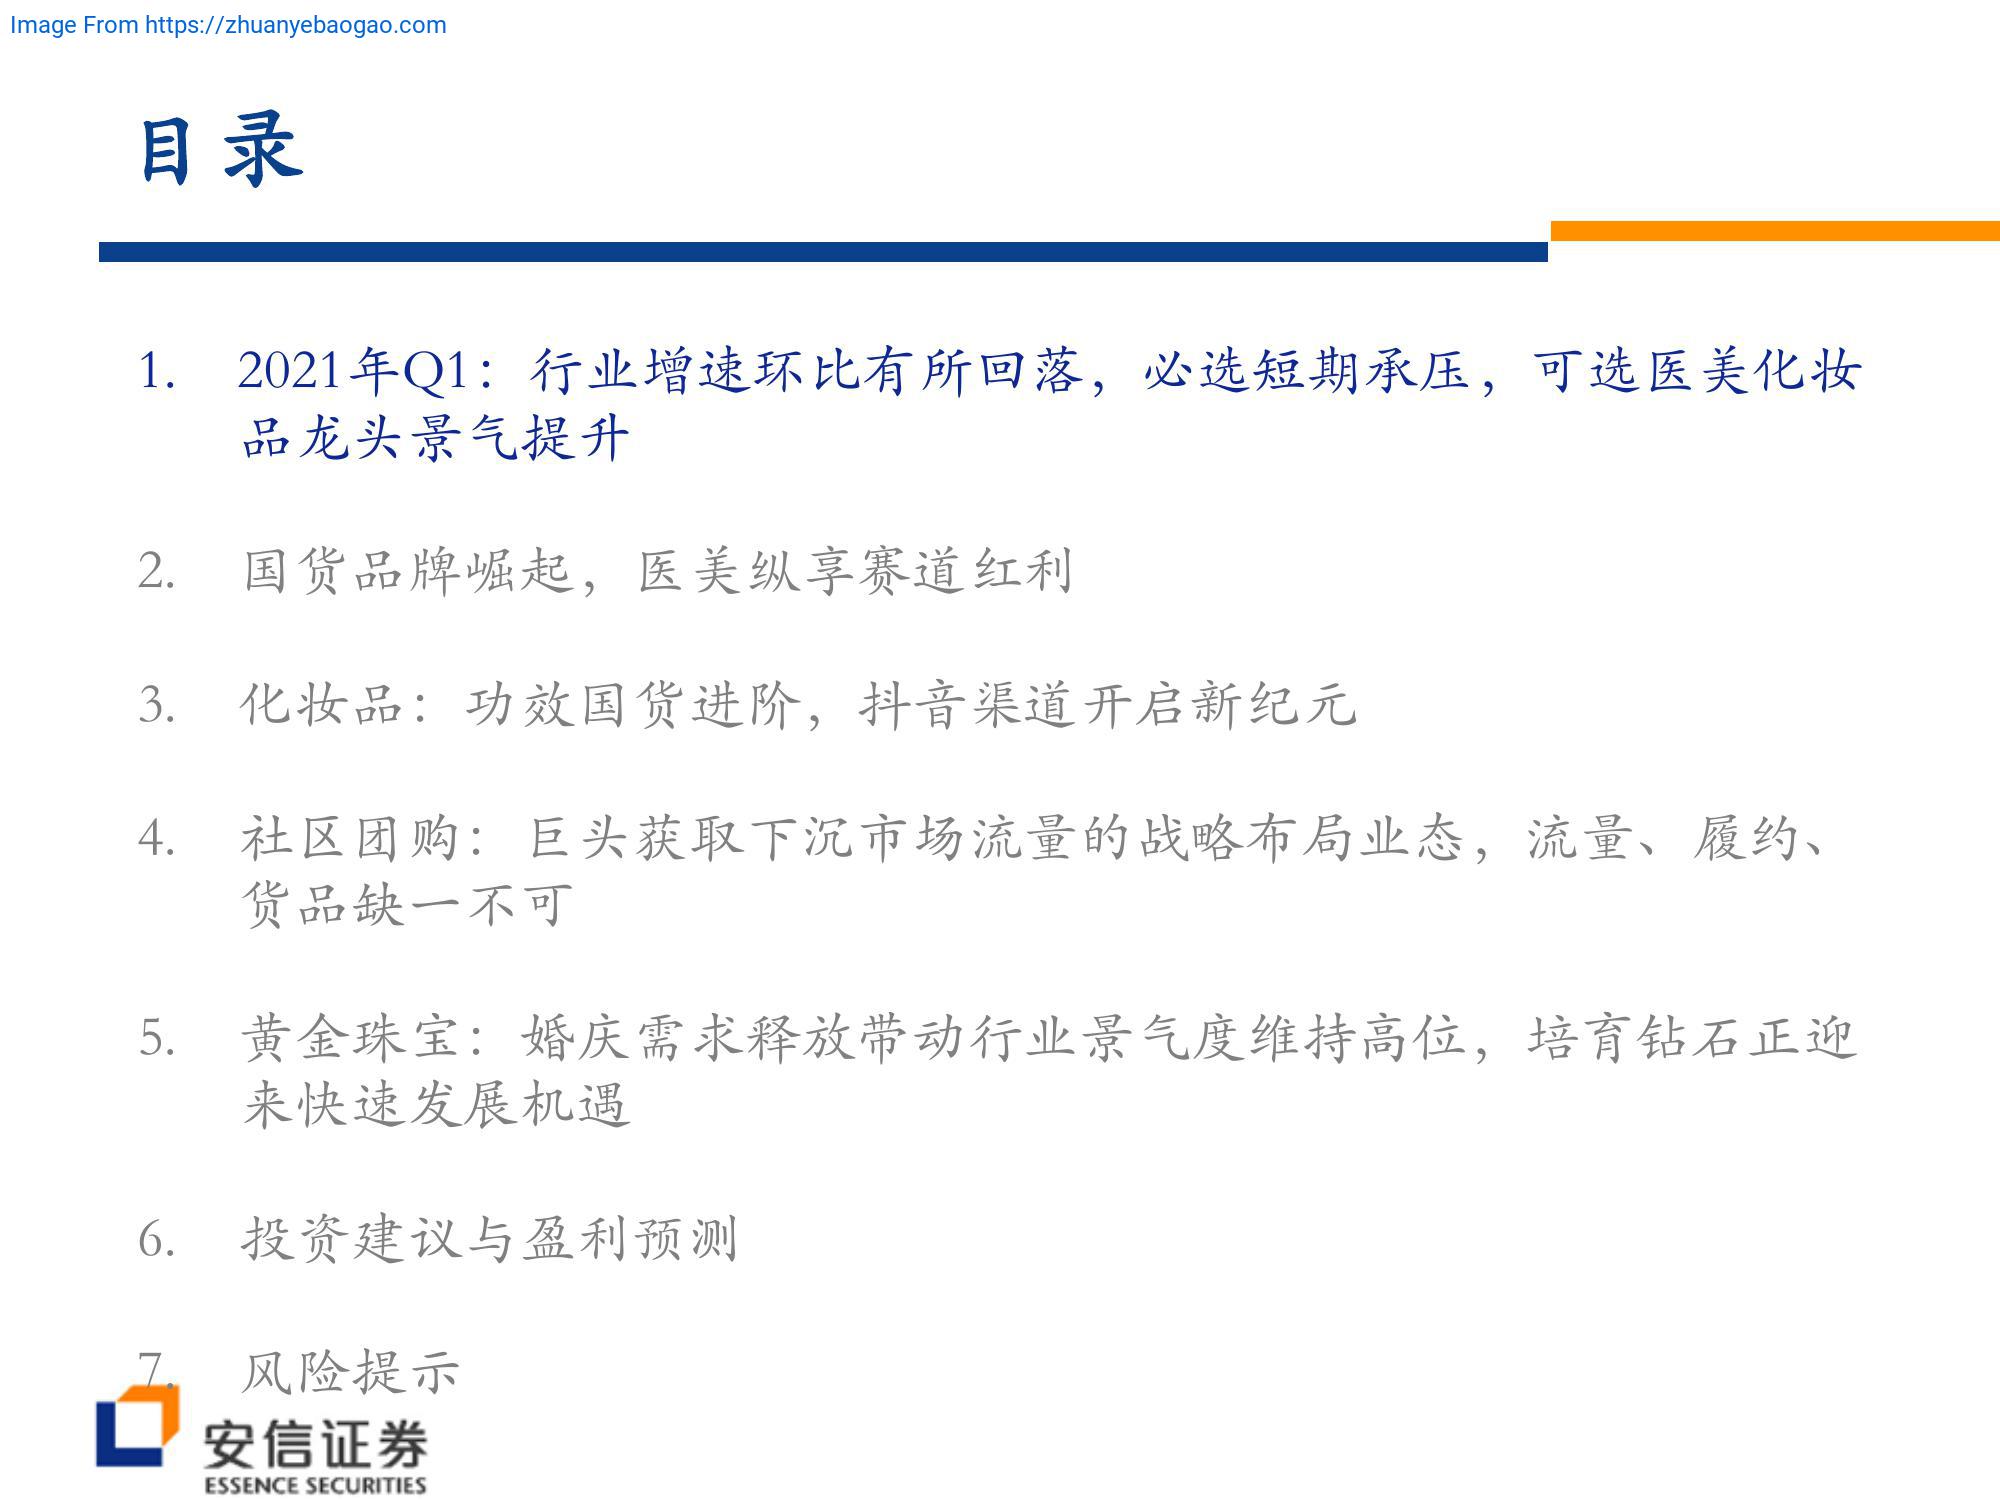 Image From https://zhuanyebaogao.com
目录
1. 2021年Q1：行业增速环比有所回落，必选短期承压，可选医美化妆
品龙头景气提升
2. 国货品牌崛起，医美纵享赛道红利
3. 化妆品：功效国货进阶，抖音渠道开启新纪元
4. 社区团购：巨头获取下沉市场流量的战略布局业态，流量、履约、
货品缺一不可
5. 黄金珠宝：婚庆需求释放带动行业景气度维持高位，培育钻石正迎
来快速发展机遇
6. 投资建议与盈利预测
7. 风险提示
安信证券
ESSENCE SECURITIES